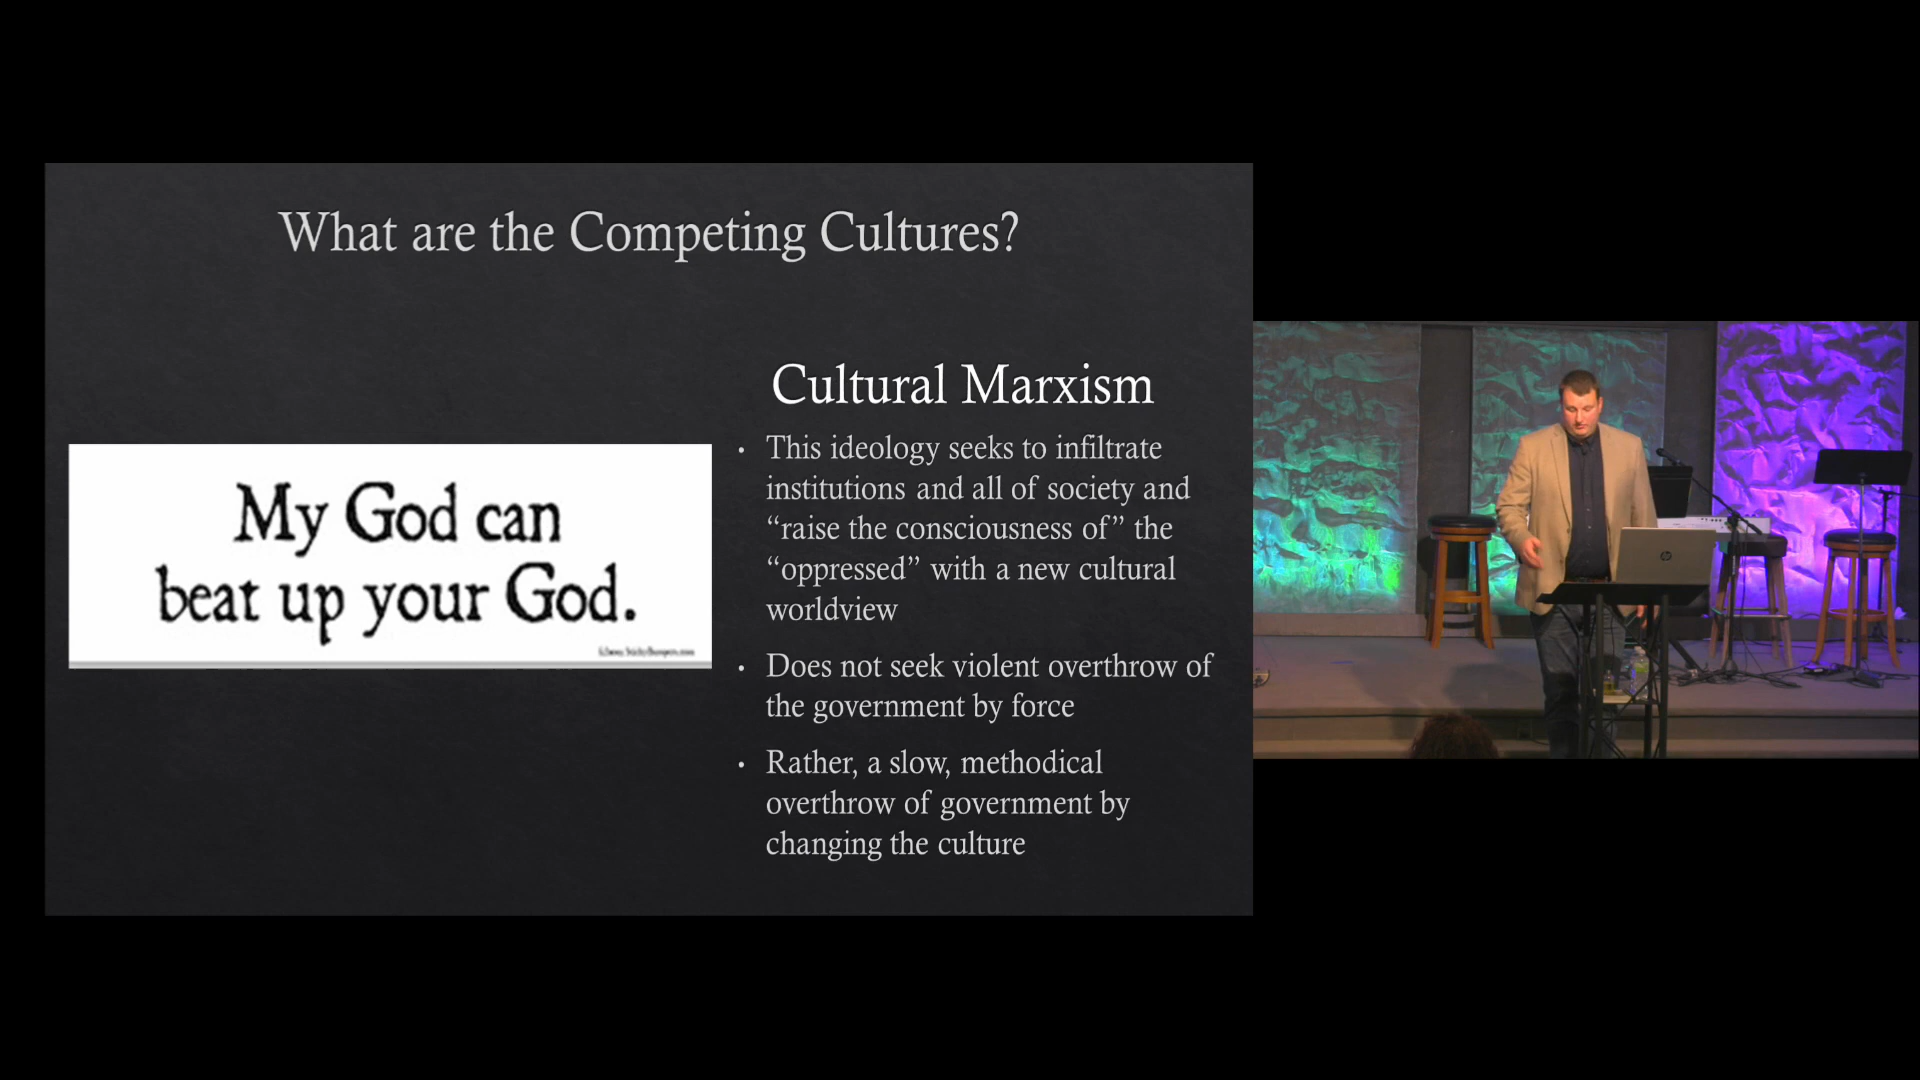 What are the Competing Cultures?
My God can
beat up your God.
Cultural Marxism
• This ideology seeks to infiltrate
institutions and all of society and
“raise the consciousness of” the
“oppressed” with a new cultural
worldview
• Does not seek violent overthrow of
the government by force
• Rather, a slow, methodical
overthrow of government by
changing the culture